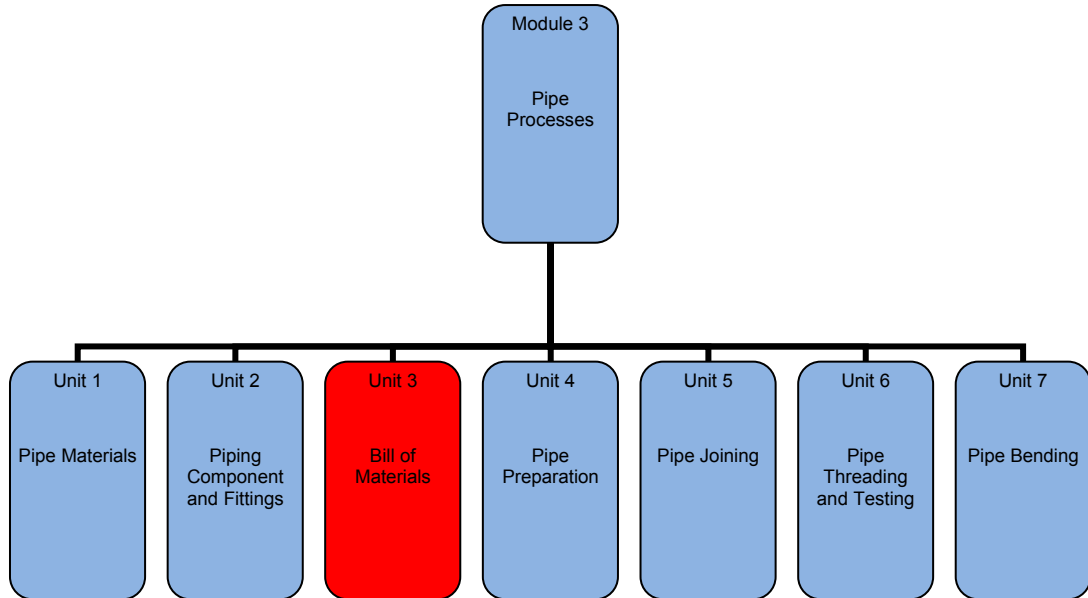 Module 3
Pipe
Processes
Unit 1
Pipe Materials
Unit 2
Piping
Component
and Fittings
Unit 3
Bill of
Materials
Unit 4
Pipe
Preparation
Unit 5
Pipe Joining
Unit 6
Pipe
Threading
and Testing
Unit 7
Pipe Bending